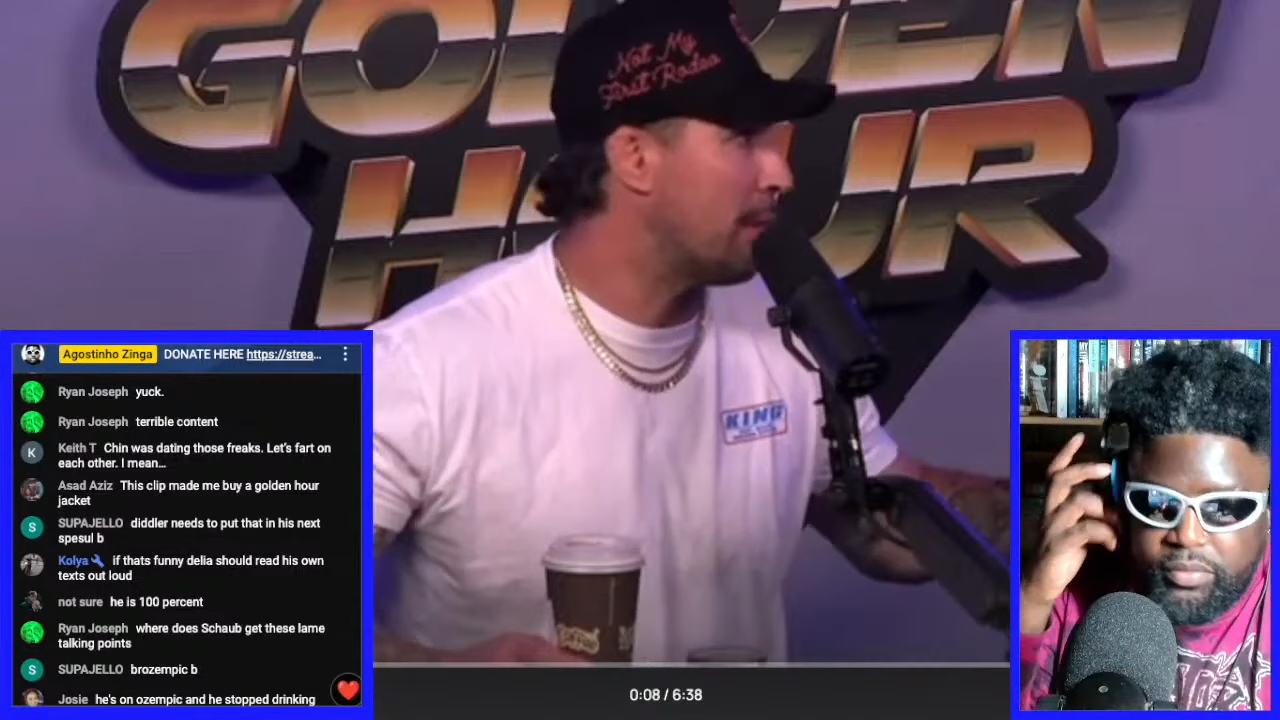 GOLDEN
HOUR
Not My
First Rodeo
KING
Agostinho Zinga DONATE HERE https://strea...
Ryan Joseph yuck.
Ryan Joseph terrible content
K Keith T Chin was dating those freaks. Let's fart on
each other. I mean...
Asad Aziz This clip made me buy a golden hour
jacket
S SUPAJELLO diddler needs to put that in his next
spesul b
Kolya if thats funny delia should read his own
texts out loud
not sure he is 100 percent
Ryan Joseph where does Schaub get these lame
talking points
S SUPAJELLO brozempic b
Josie he's on ozempic and he stopped drinking
0:08 / 6:38